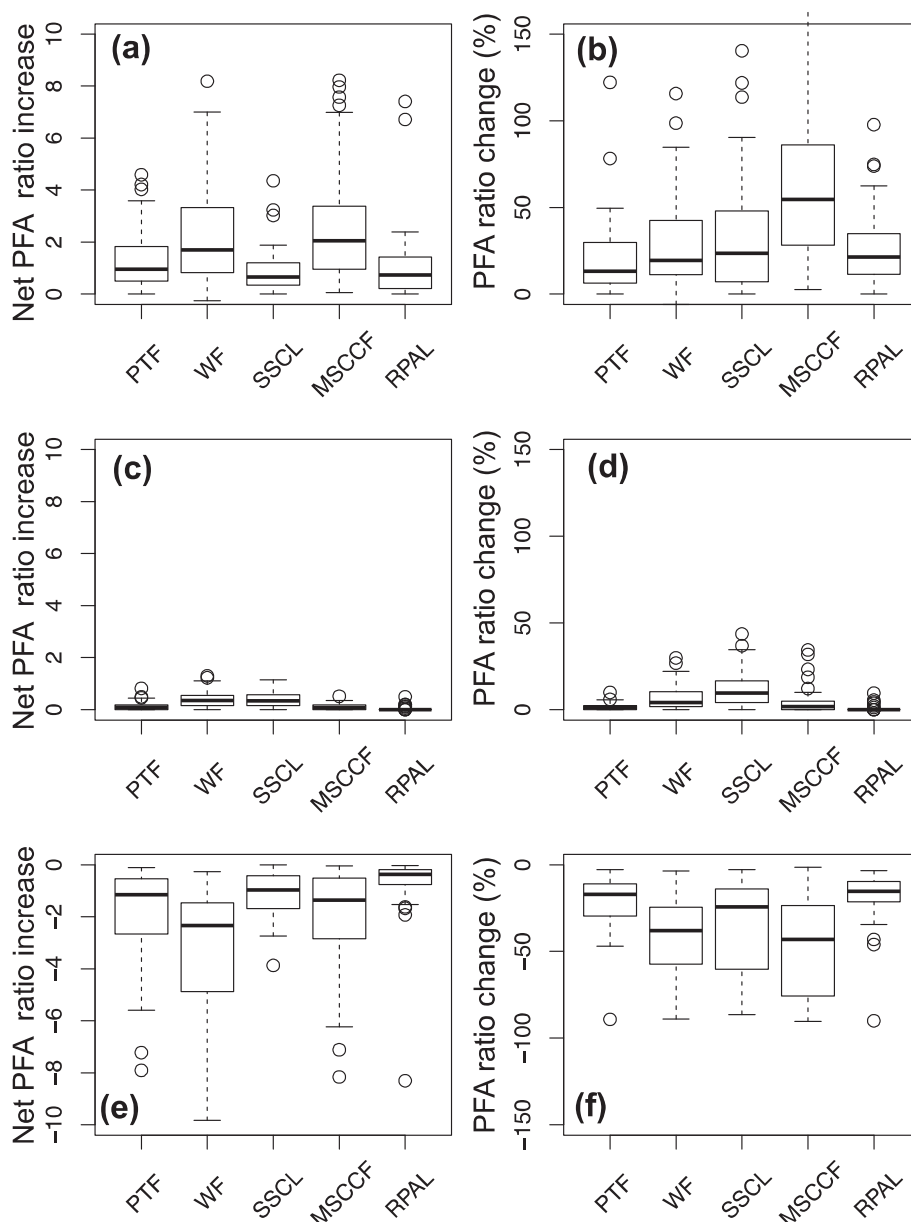 (a)
Net PFA ratio increase
0 2 4 6 8 10
PTF WF SSCL MSCCF RPAL
(b)
PFA ratio change (%)
0 50 100 150
PTF WF SSCL MSCCF RPAL
(c)
Net PFA ratio increase
0 2 4 6 8 10
PTF WF SSCL MSCCF RPAL
(d)
PFA ratio change (%)
0 50 100 150
PTF WF SSCL MSCCF RPAL
(e)
Net PFA ratio increase
−10 −8 −6 −4 −2 0
PTF WF SSCL MSCCF RPAL
(f)
PFA ratio change (%)
−150 −100 −50 0
PTF WF SSCL MSCCF RPAL